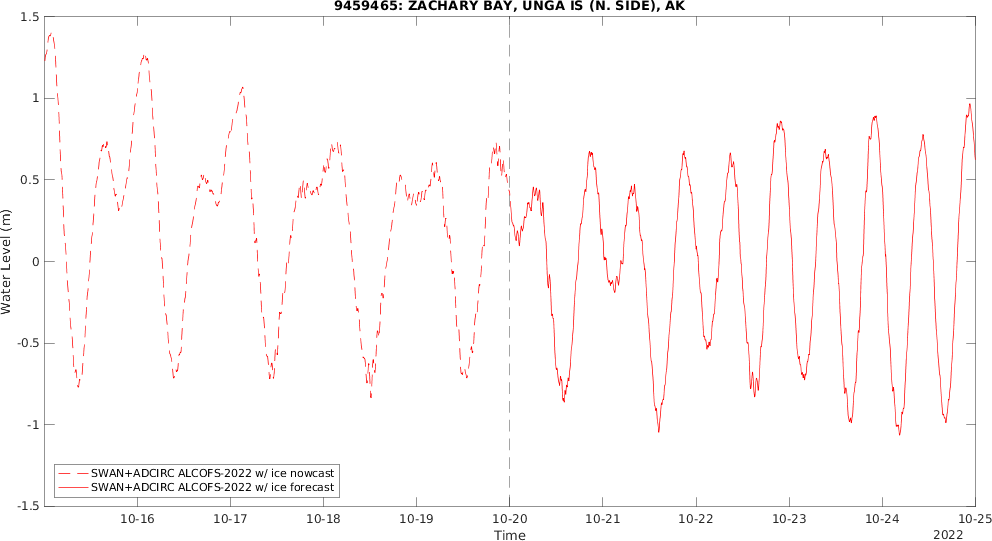 9459465: ZACHARY BAY, UNGA IS (N. SIDE), AK
1.5
1
0.5
0
-0.5
-1
-1.5
Water Level (m)
SWAN+ADCIRC ALCOFS-2022 w/ ice nowcast
SWAN+ADCIRC ALCOFS-2022 w/ ice forecast
10-16 10-17 10-18 10-19 10-20 10-21 10-22 10-23 10-24 10-25
Time
2022